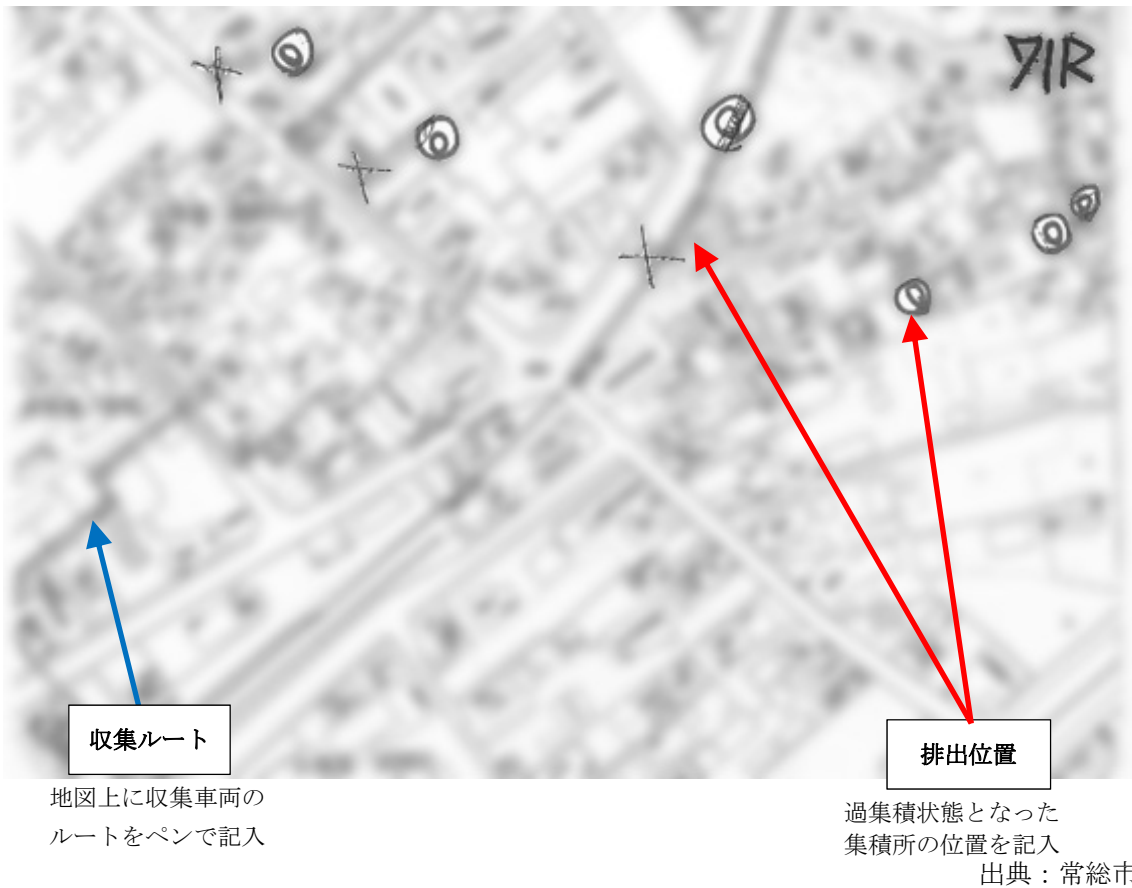 71R
収集ルート
地図上に収集車両の
ルートをペンで記入
排出位置
過集積状態となった
集積所の位置を記入
出典：常総市